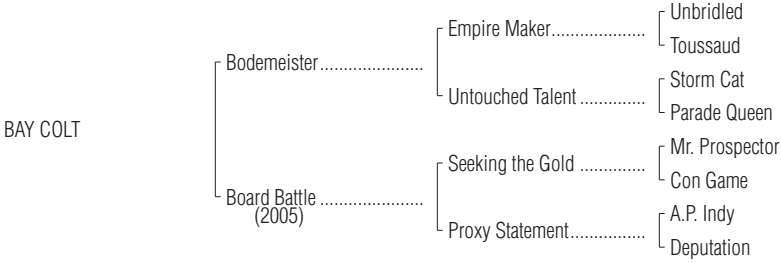 Unbridled
Empire Maker....................
Toussaud
Bodemeister......................
Storm Cat
Untouched Talent ..............
Parade Queen
BAY COLT
Mr. Prospector
Seeking the Gold ..............
Con Game
Board Battle ......................
(2005)
A.P. Indy
Proxy Statement................
Deputation